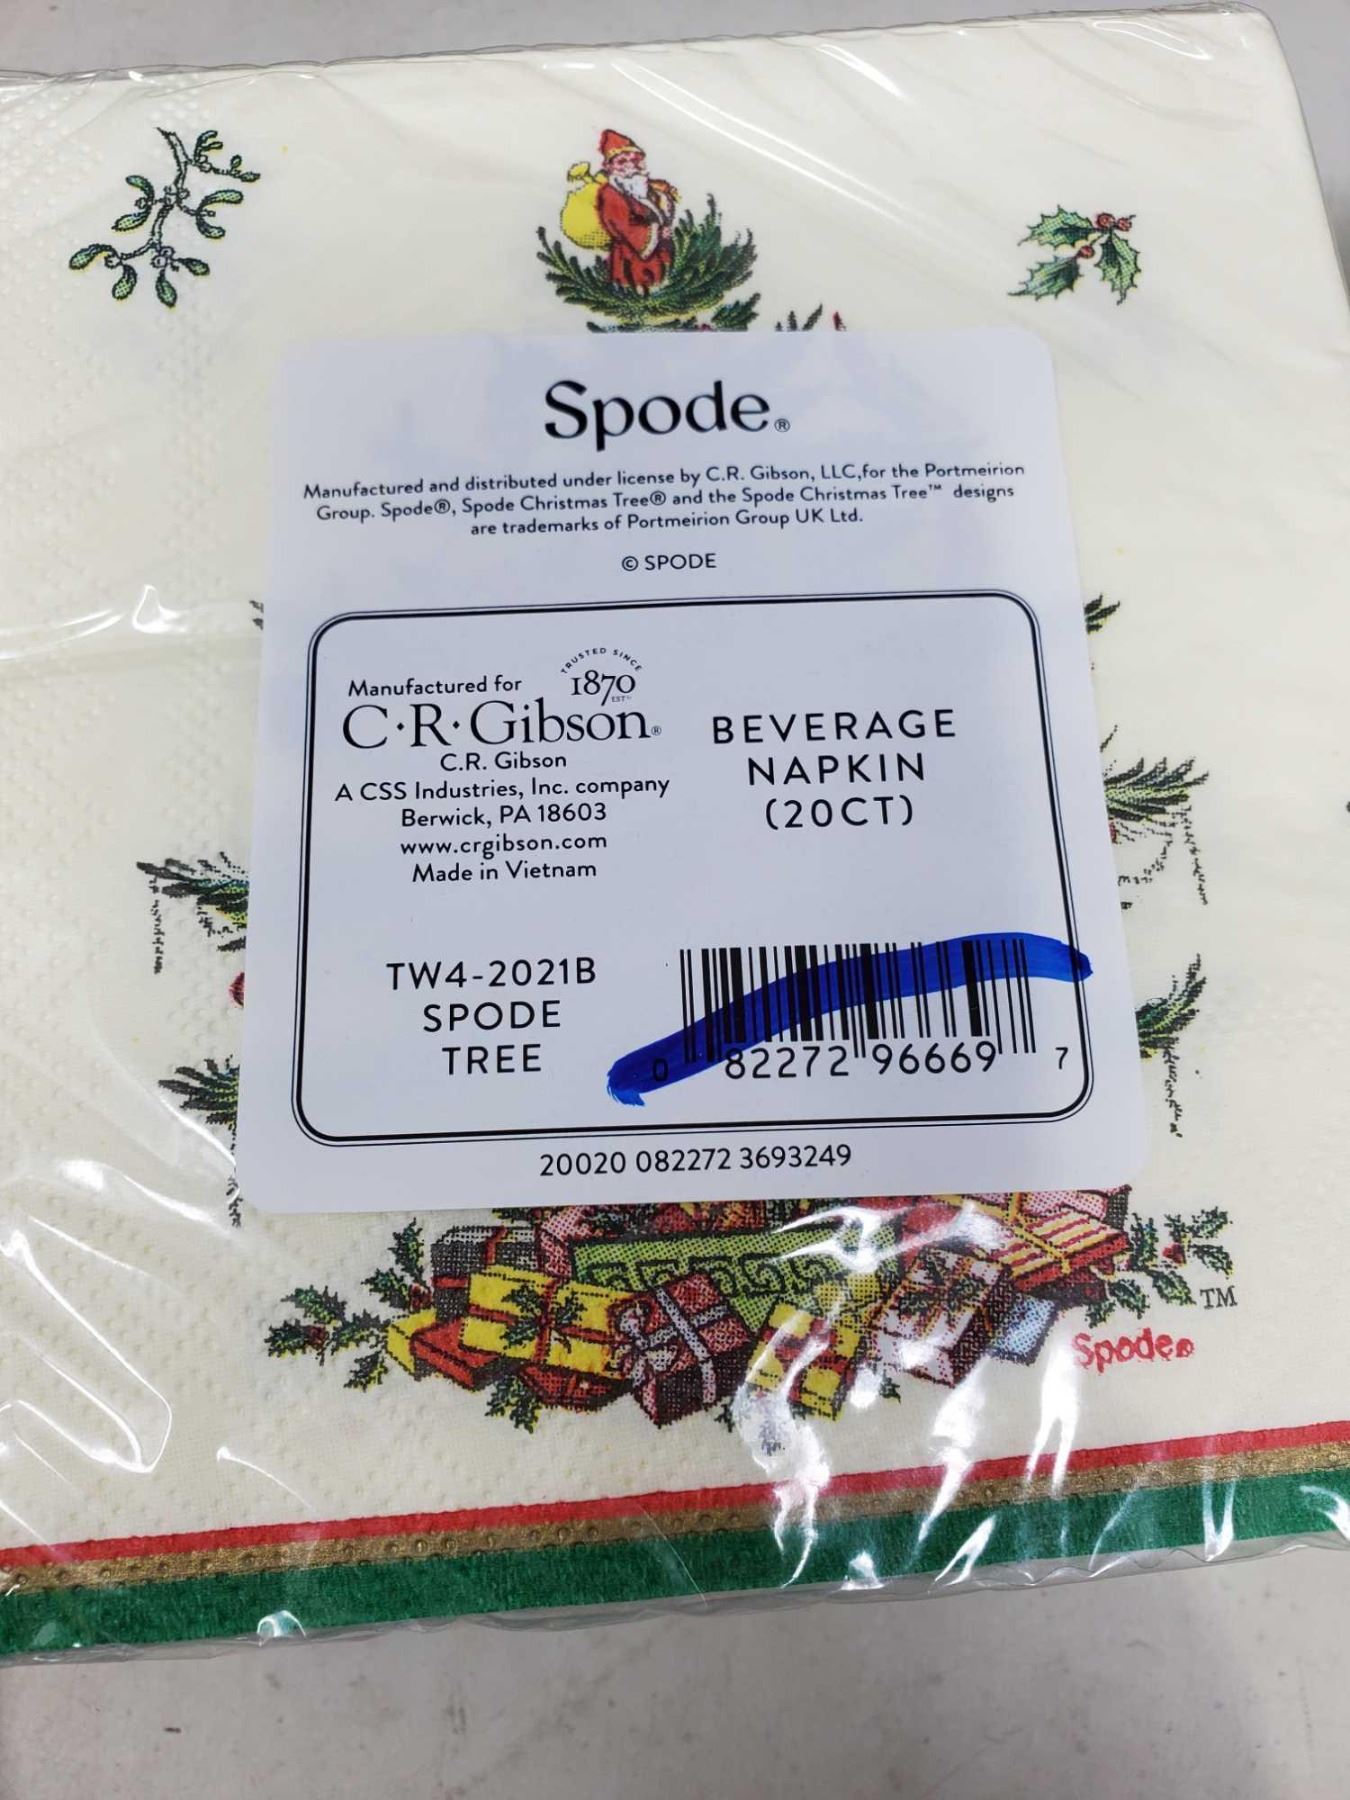 Spode®
Manufactured and distributed under license by C.R. Gibson, LLC,for the Portmeirion
Group. Spode®, Spode Christmas Tree® and the Spode Christmas Tree™ designs
are trademarks of Portmeirion Group UK Ltd.
© SPODE
TRUSTED SINCE
1870
EST
Manufactured for
C·R·Gibson®
C.R. Gibson
A CSS Industries, Inc. company
Berwick, PA 18603
www.crgibson.com
Made in Vietnam
BEVERAGE
NAPKIN
(20CT)
TW4-2021B
SPODE
TREE
0 82272 96669 7
20020 082272 3693249
TM
Spode®